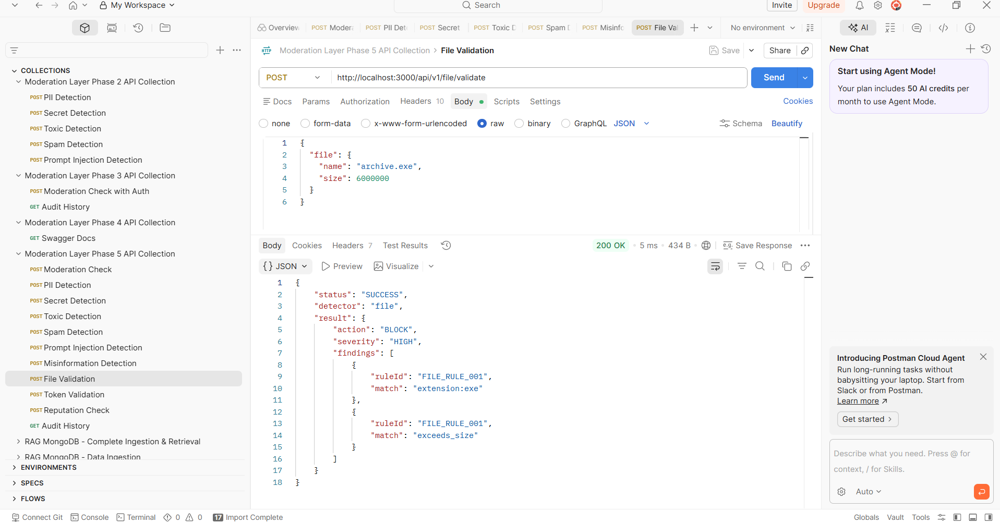 My Workspace
Search
Invite
Upgrade
COLLECTIONS
Moderation Layer Phase 2 API Collection
POST PII Detection
POST Secret Detection
POST Toxic Detection
POST Spam Detection
POST Prompt Injection Detection
Moderation Layer Phase 3 API Collection
POST Moderation Check with Auth
GET Audit History
Moderation Layer Phase 4 API Collection
GET Swagger Docs
Moderation Layer Phase 5 API Collection
POST Moderation Check
POST PII Detection
POST Secret Detection
POST Toxic Detection
POST Spam Detection
POST Prompt Injection Detection
POST Misinformation Detection
POST File Validation
POST Token Validation
POST Reputation Check
GET Audit History
RAG MongoDB - Complete Ingestion & Retrieval
RAG MongoDB - Data Ingestion
ENVIRONMENTS
SPECS
FLOWS
Overview POST Modera POST PII Det POST Secret POST Toxic D POST Spam D POST Misinfo POST File Val No environment
HTTP Moderation Layer Phase 5 API Collection > File Validation
Save Share
POST http://localhost:3000/api/v1/file/validate Send
Docs Params Authorization Headers 10 Body Scripts Settings Cookies
none form-data x-www-form-urlencoded raw binary GraphQL JSON Schema Beautify
1 {
2 "file": {
3 "name": "archive.exe",
4 "size": 6000000
5 }
6 }
Body Cookies Headers 7 Test Results 200 OK • 5 ms • 434 B • e.g. Save Response
{} JSON Preview Visualize
1 {
2 "status": "SUCCESS",
3 "detector": "file",
4 "result": {
5 "action": "BLOCK",
6 "severity": "HIGH",
7 "findings": [
8 {
9 "ruleId": "FILE_RULE_001",
10 "match": "extension:exe"
11 },
12 {
13 "ruleId": "FILE_RULE_001",
14 "match": "exceeds_size"
15 }
16 ]
17 }
18 }
AI
New Chat
Start using Agent Mode!
Your plan includes 50 AI credits per
month to use Agent Mode.
Introducing Postman Cloud Agent
Run long-running tasks without
babysitting your laptop. Start from
Slack or from Postman.
Learn more
Get started >
Describe what you need. Press @ for
context, / for Skills.
Auto
Connect Git Console Terminal 0 0 17 Import Complete
Globals Vault Tools